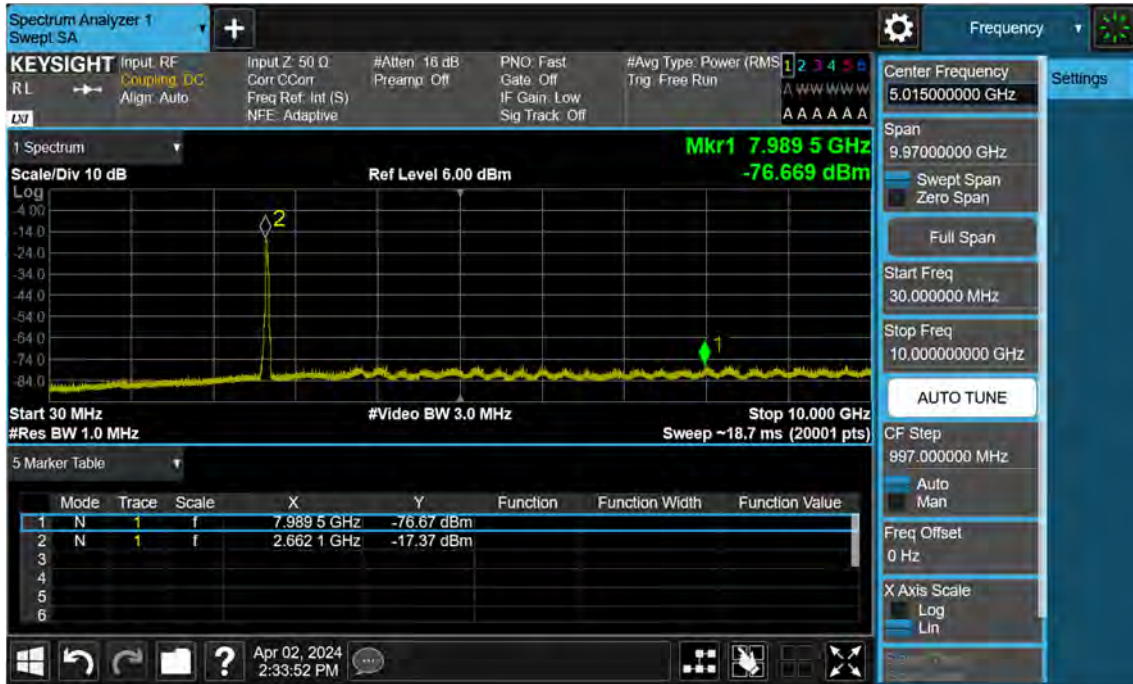 Spectrum Analyzer 1
Swept SA
+
Frequency
KEYSIGHT
RL
LXI
Input: RF
Coupling: DC
Align: Auto
Input Z: 50 Ω
Corr CCorr
Freq Ref: Int (S)
NFE: Adaptive
#Atten: 16 dB
Preamp: Off
PNO: Fast
Gate: Off
IF Gain: Low
Sig Track: Off
#Avg Type: Power (RMS
Trig: Free Run
1 2 3 4 5 6
A W W W W W
A A A A A A
1 Spectrum
Scale/Div 10 dB
Ref Level 6.00 dBm
Mkr1 7.989 5 GHz
-76.669 dBm
Log
-4.00
-14.0
-24.0
-34.0
-44.0
-54.0
-64.0
-74.0
-84.0
2
1
Start 30 MHz
#Video BW 3.0 MHz
Stop 10.000 GHz
#Res BW 1.0 MHz
Sweep ~18.7 ms (20001 pts)
5 Marker Table
Mode Trace Scale X Y Function Function Width Function Value
1 N 1 f 7.989 5 GHz -76.67 dBm
2 N 1 f 2.662 1 GHz -17.37 dBm
3
4
5
6
?
Apr 02, 2024
2:33:52 PM
Center Frequency
5.015000000 GHz
Settings
Span
9.97000000 GHz
Swept Span
Zero Span
Full Span
Start Freq
30.000000 MHz
Stop Freq
10.000000000 GHz
AUTO TUNE
CF Step
997.000000 MHz
Auto
Man
Freq Offset
0 Hz
X Axis Scale
Log
Lin